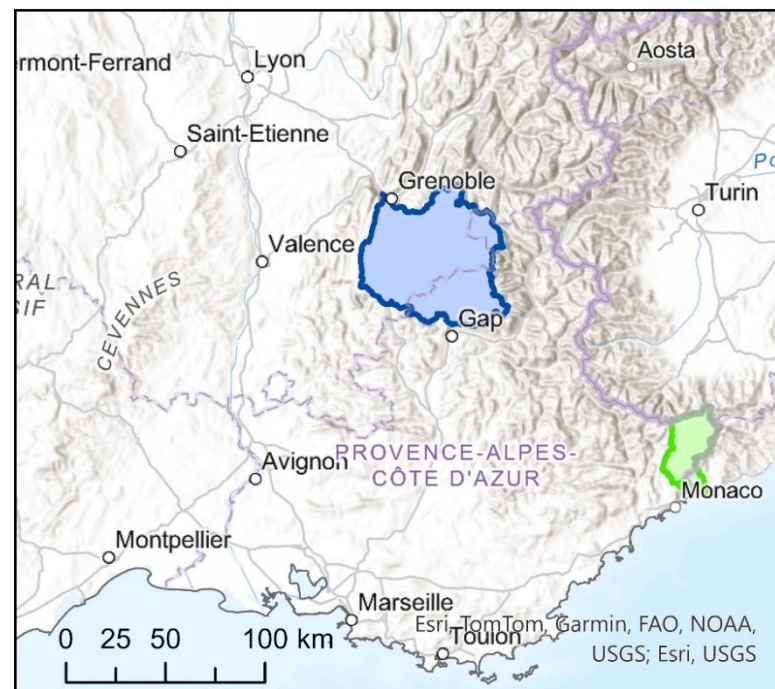 Aosta
ermont-Ferrand
Lyon
Saint-Etienne
Grenoble
Po
Turin
Valence
RAL
SIF
CEVENNES
Gap
PROVENCE-ALPES-
CÔTE D'AZUR
Avignon
Monaco
Montpellier
Marseille
Toulon
0 25 50 100 km
Esri, TomTom, Garmin, FAO, NOAA,
USGS; Esri, USGS